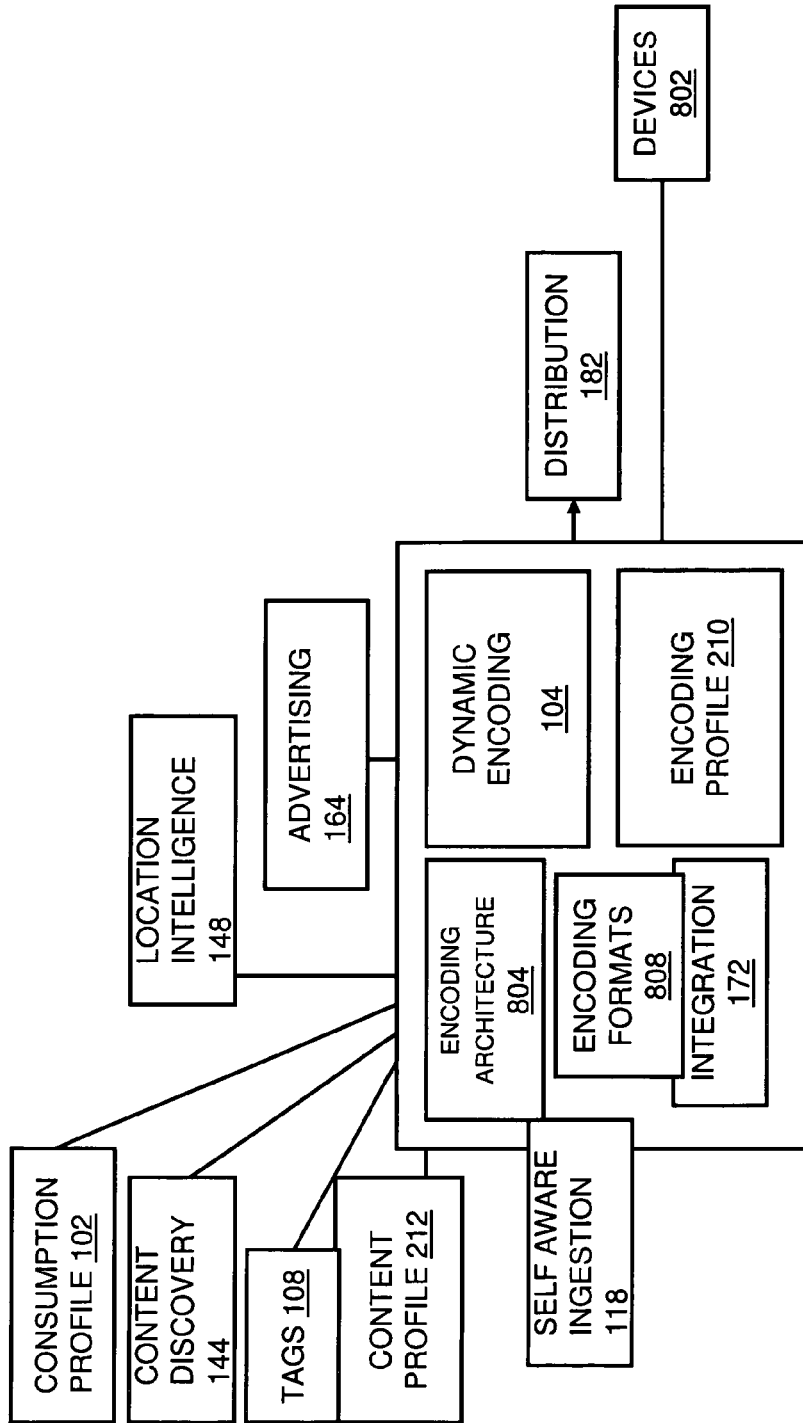 CONSUMPTION
PROFILE 102
CONTENT
DISCOVERY
144
TAGS 108
CONTENT
PROFILE 212
SELF AWARE
INGESTION
118
LOCATION
INTELLIGENCE
148
ADVERTISING
164
ENCODING
ARCHITECTURE
804
DYNAMIC
ENCODING
104
ENCODING
FORMATS
808
INTEGRATION
172
ENCODING
PROFILE 210
DISTRIBUTION
182
DEVICES
802